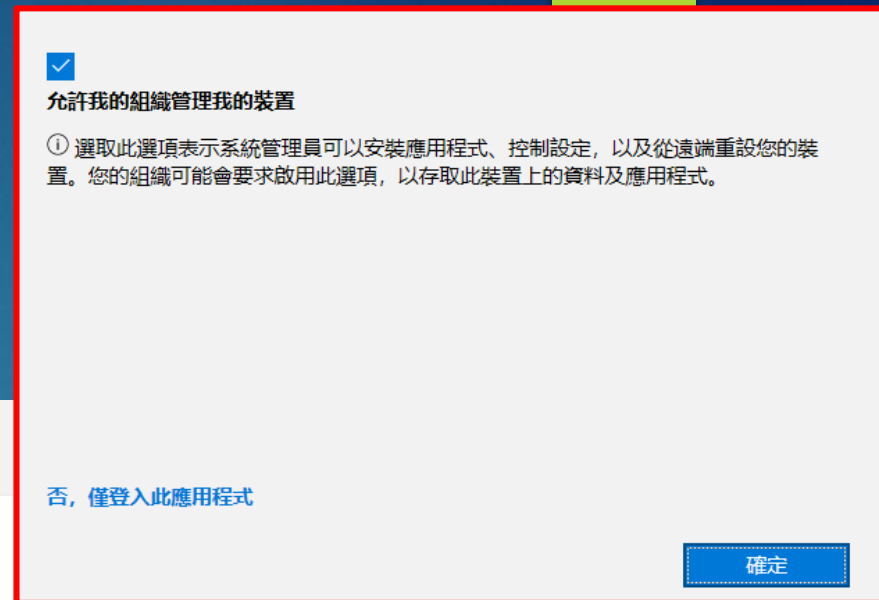 允許我的組織管理我的裝置
ⓘ 選取此選項表示系統管理員可以安裝應用程式、控制設定，以及從遠端重設您的裝
置。您的組織可能會要求啟用此選項，以存取此裝置上的資料及應用程式。
否，僅登入此應用程式
確定